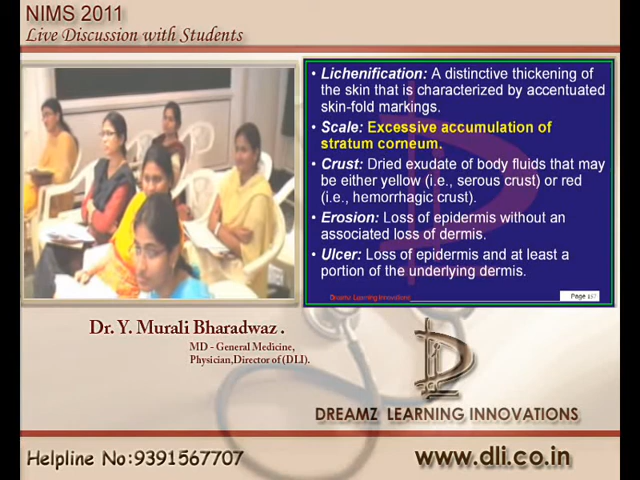 NIMS 2011
Live Discussion with Students
• Lichenification: A distinctive thickening of
the skin that is characterized by accentuated
skin-fold markings.
• Scale: Excessive accumulation of
stratum corneum.
• Crust: Dried exudate of body fluids that may
be either yellow (i.e., serous crust) or red
(i.e., hemorrhagic crust).
• Erosion: Loss of epidermis without an
associated loss of dermis.
• Ulcer: Loss of epidermis and at least a
portion of the underlying dermis.
Dreamz Learning Innovations
Page
Dr. Y. Murali Bharadwaz .
MD - General Medicine,
Physician,Director of (DLI).
DREAMZ LEARNING INNOVATIONS
Helpline No:9391567707
www.dli.co.in